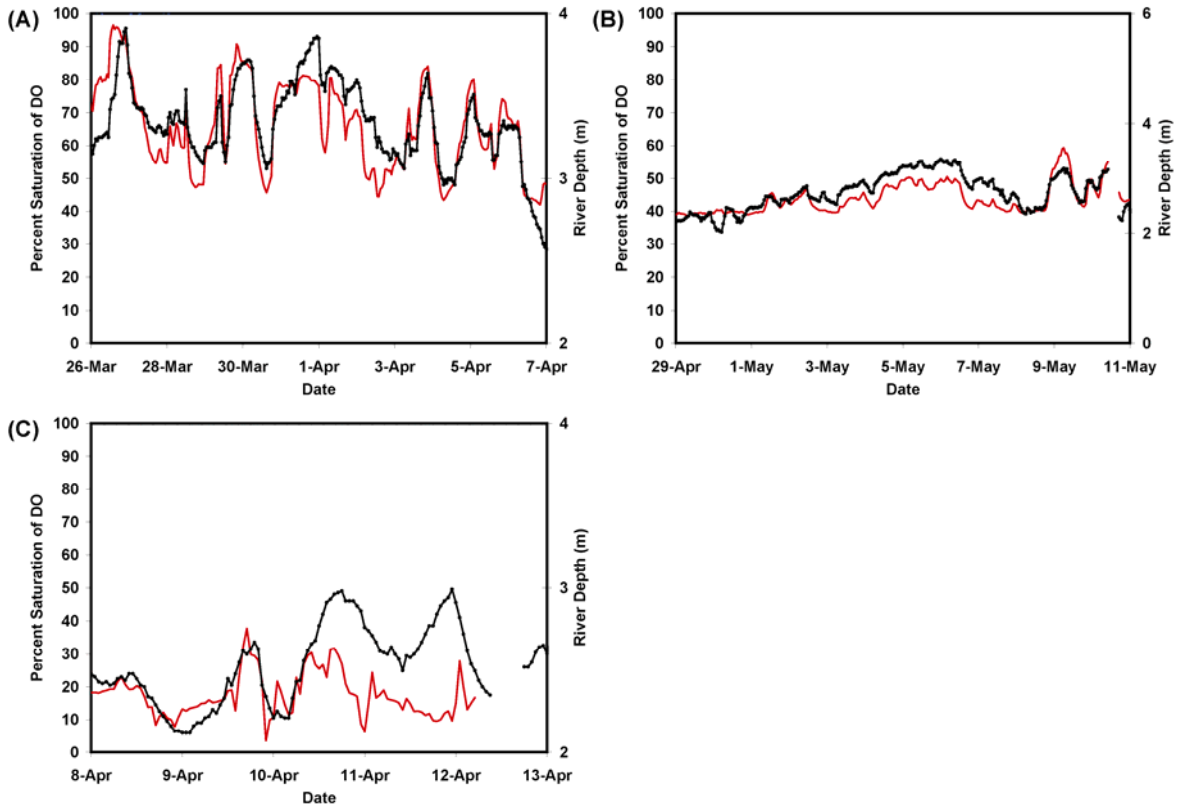 (A)
100
90
80
70
60
50
40
30
20
10
0
Percent Saturation of DO
4
3
2
River Depth (m)
26-Mar 28-Mar 30-Mar 1-Apr 3-Apr 5-Apr 7-Apr
Date
(B)
100
90
80
70
60
50
40
30
20
10
0
Percent Saturation of DO
6
4
2
0
River Depth (m)
29-Apr 1-May 3-May 5-May 7-May 9-May 11-May
Date
(C)
100
90
80
70
60
50
40
30
20
10
0
Percent Saturation of DO
4
3
2
River Depth (m)
8-Apr 9-Apr 10-Apr 11-Apr 12-Apr 13-Apr
Date